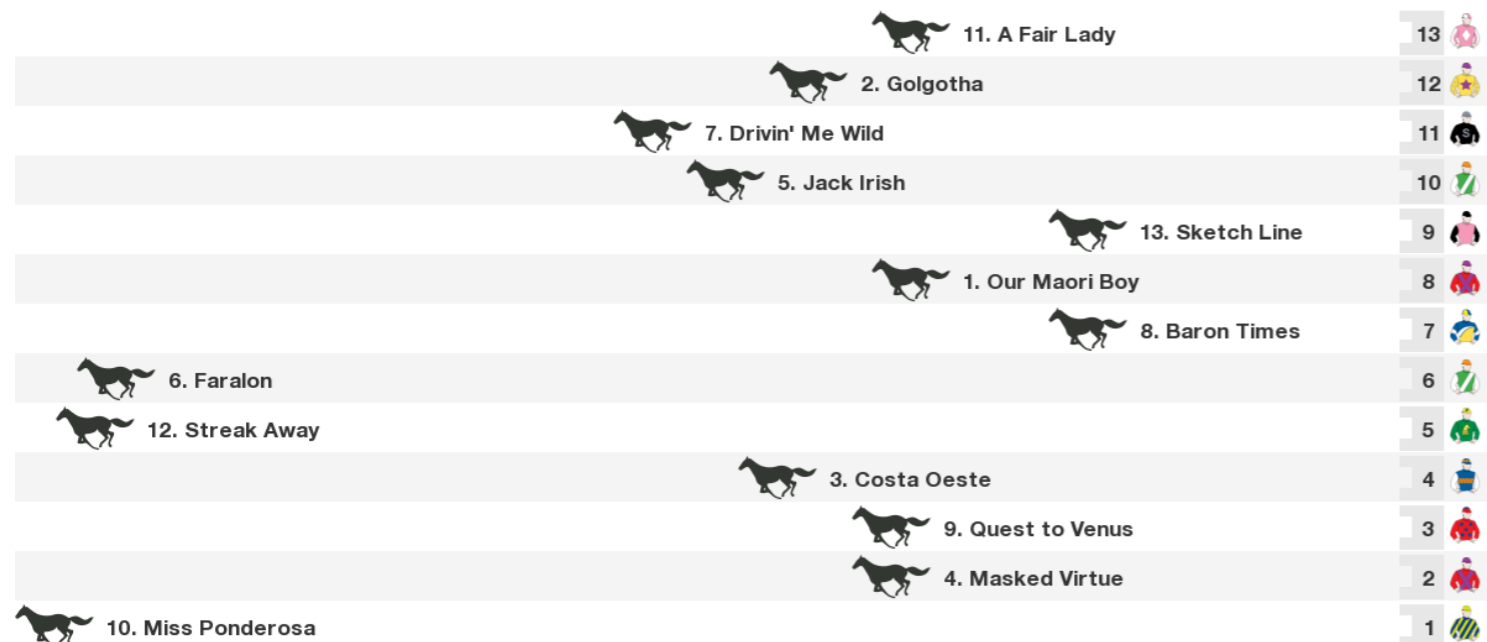 11. A Fair Lady 13
2. Golgotha 12
7. Drivin' Me Wild 11 S
5. Jack Irish 10
13. Sketch Line 9
1. Our Maori Boy 8
8. Baron Times 7
6. Faralon 6
12. Streak Away 5
3. Costa Oeste 4
9. Quest to Venus 3
4. Masked Virtue 2
10. Miss Ponderosa 1